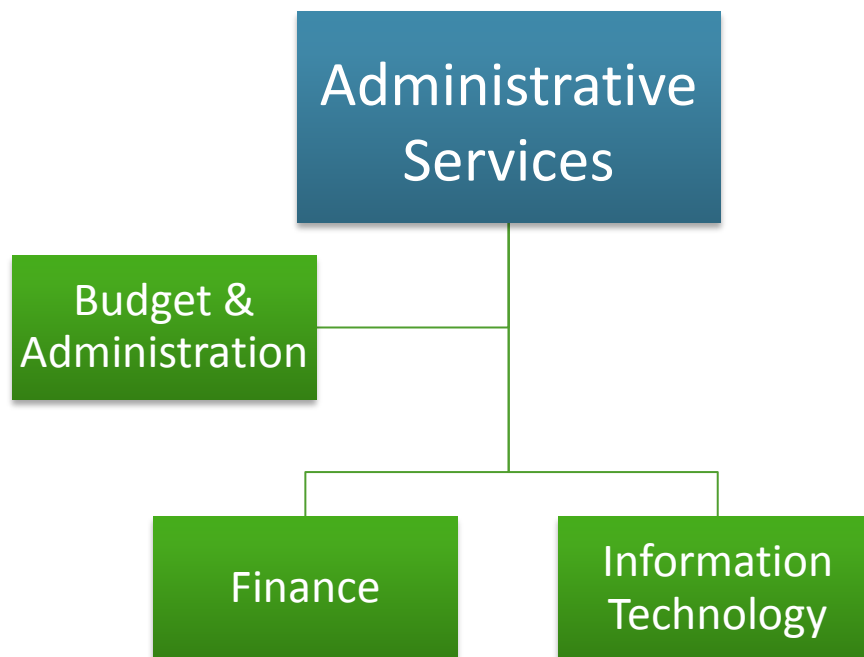 Administrative
Services
Budget &
Administration
Finance
Information
Technology